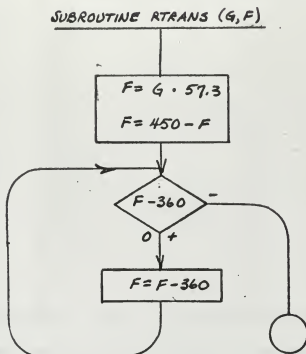 SUBROUTINE RTRANS (G,F)
F= G · 57.3
F= 450 - F
F - 360
-
0 +
F = F - 360